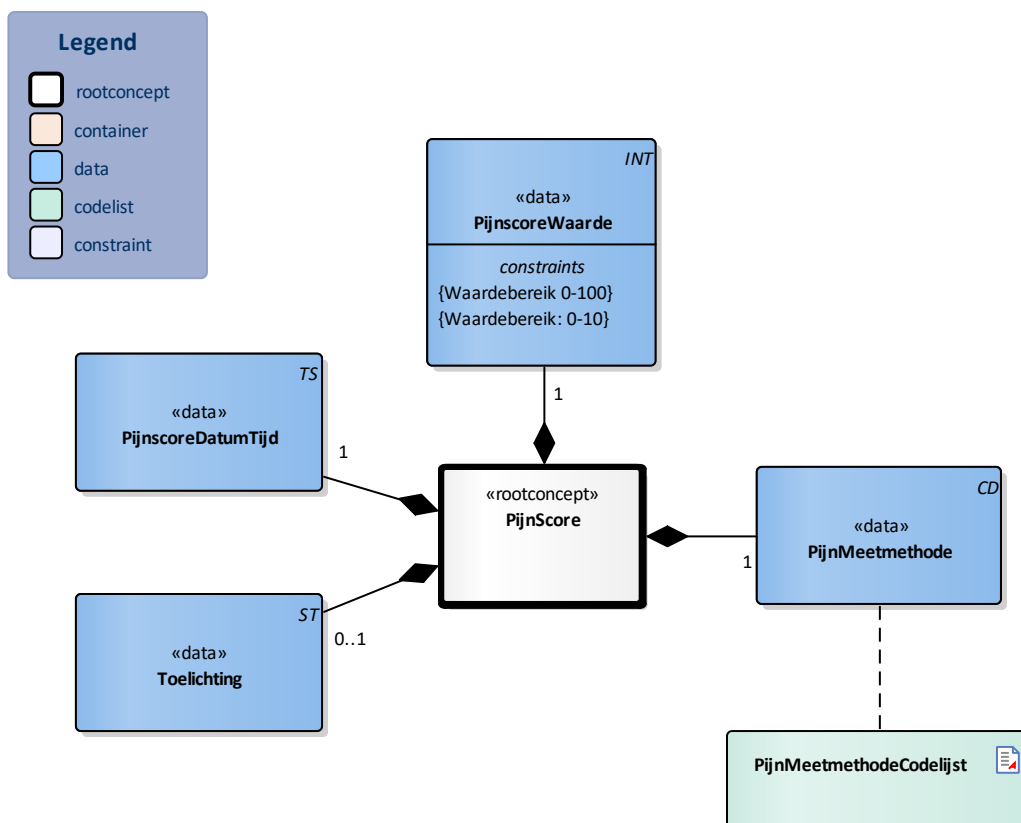 Legend
rootconcept
container
data
codelist
constraint
INT
«data»
PijnscoreWaarde
constraints
{Waardebereik 0-100}
{Waardebereik: 0-10}
1
TS
«data»
PijnscoreDatumTijd
1
«rootconcept»
PijnScore
CD
«data»
PijnMeetmethode
1
ST
«data»
Toelichting
0..1
PijnMeetmethodeCodelijst